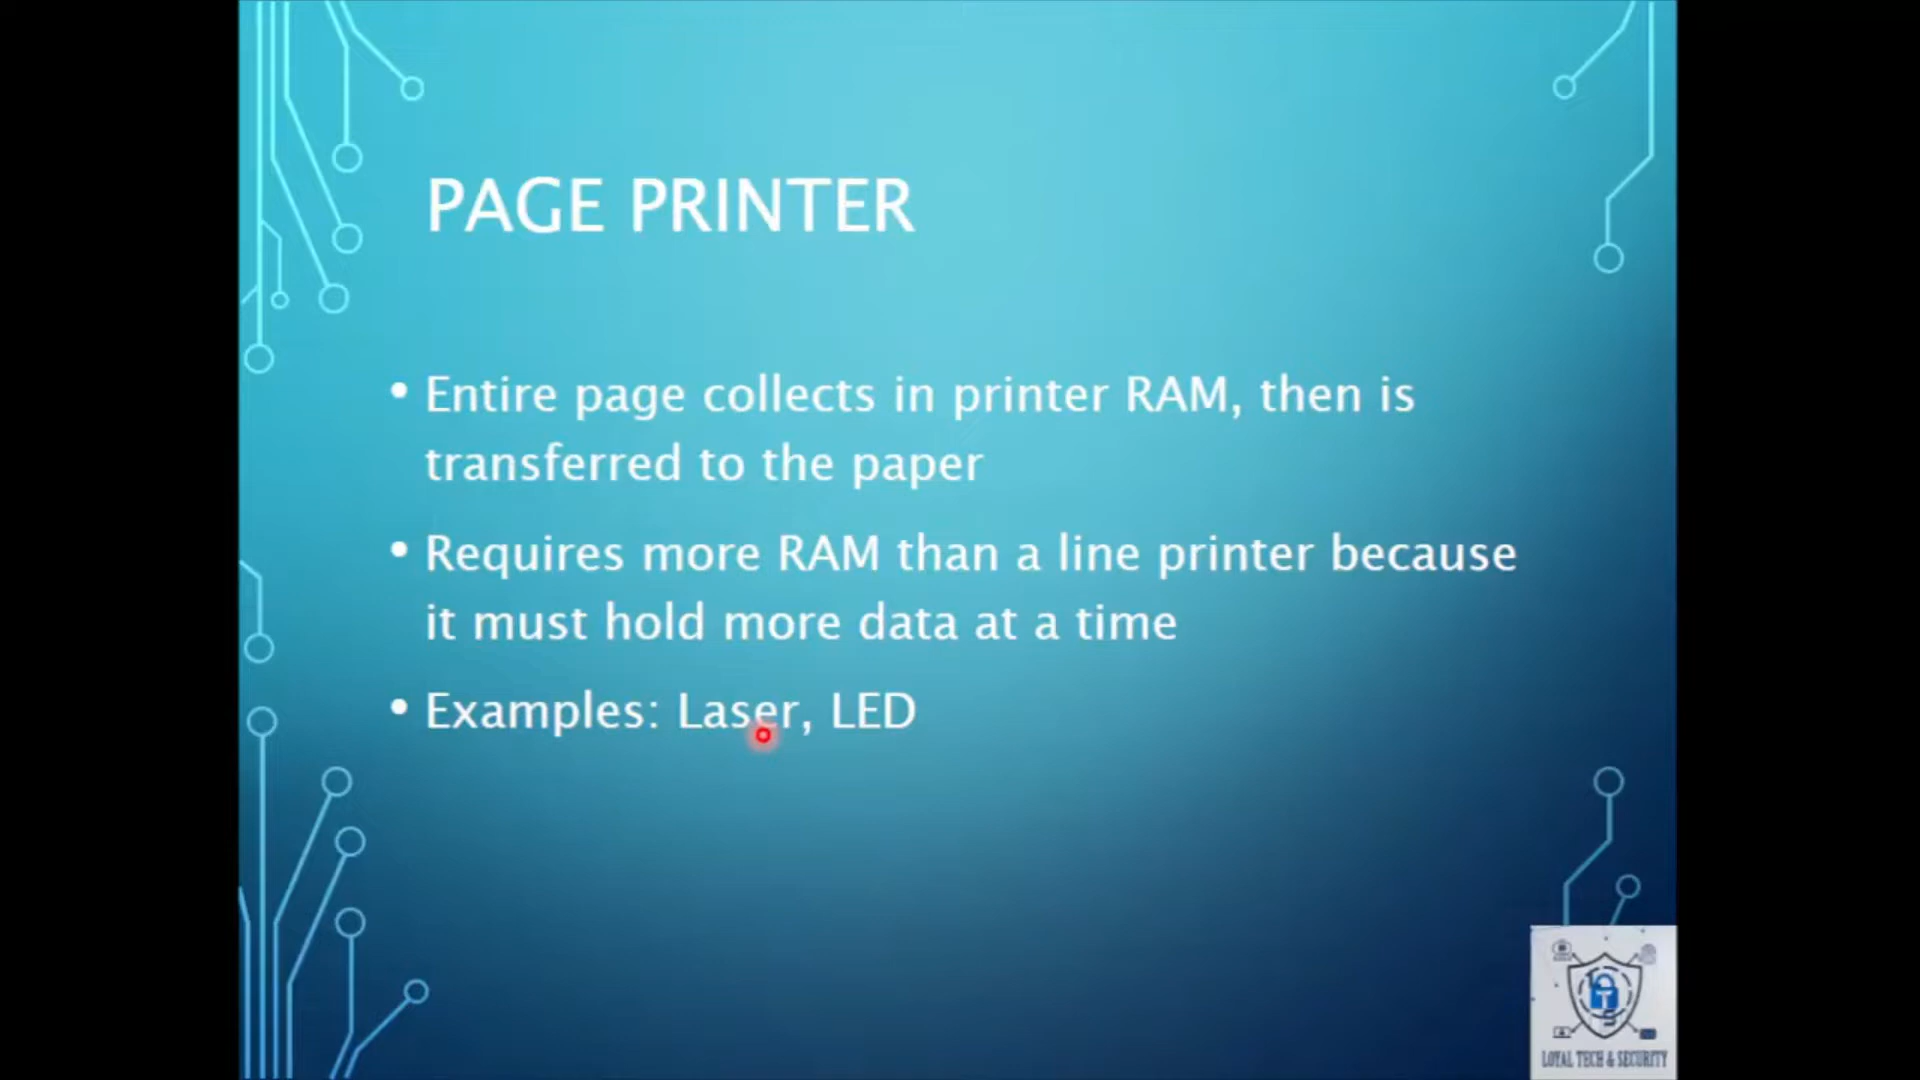 PAGE PRINTER
• Entire page collects in printer RAM, then is
transferred to the paper
• Requires more RAM than a line printer because
it must hold more data at a time
• Examples: Laser, LED
LOYAL TECH & SECURITY